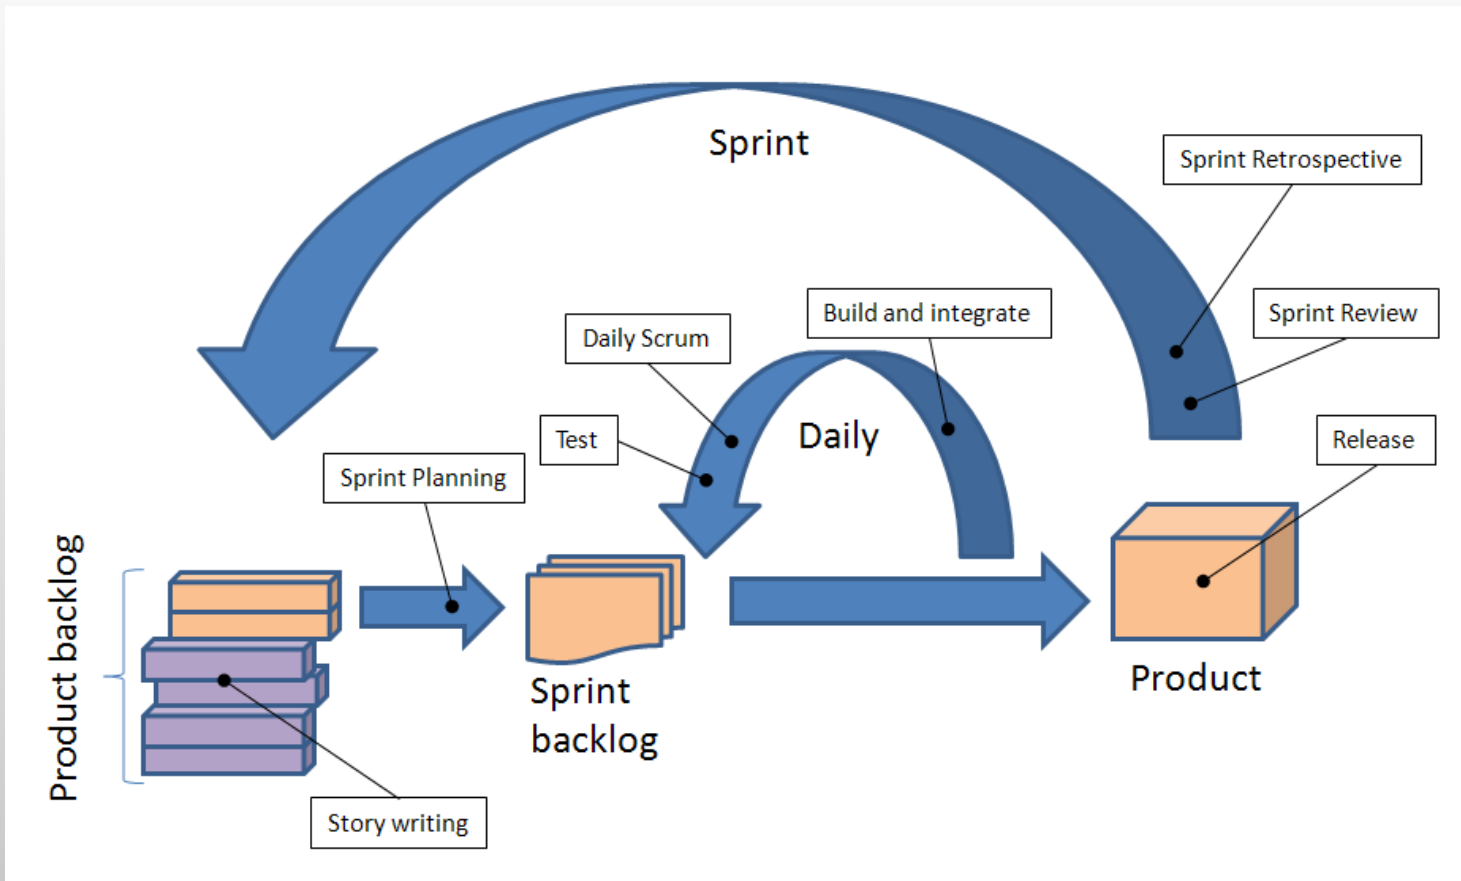 Sprint
Sprint Retrospective
Sprint Review
Build and integrate
Daily Scrum
Test
Daily
Release
Sprint Planning
Product backlog
Sprint
backlog
Product
Story writing